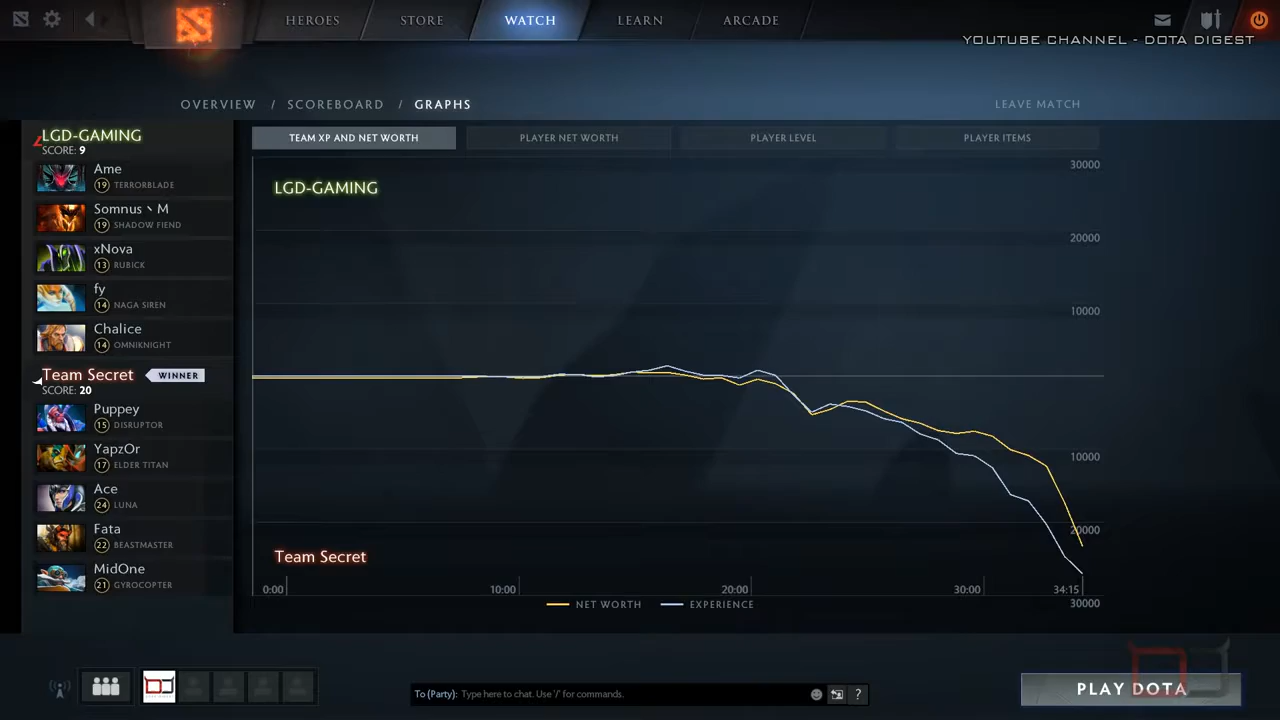 HEROES
STORE
WATCH
LEARN
ARCADE
YOUTUBE CHANNEL - DOTA DIGEST
OVERVIEW / SCOREBOARD / GRAPHS
LEAVE MATCH
LGD-GAMING
SCORE: 9
Ame
19 TERRORBLADE
Somnus丶M
19 SHADOW FIEND
xNova
13 RUBICK
fy
14 NAGA SIREN
Chalice
14 OMNIKNIGHT
Team Secret
WINNER
SCORE: 20
Puppey
15 DISRUPTOR
YapzOr
17 ELDER TITAN
Ace
24 LUNA
Fata
22 BEASTMASTER
MidOne
21 GYROCOPTER
TEAM XP AND NET WORTH
PLAYER NET WORTH
PLAYER LEVEL
PLAYER ITEMS
LGD-GAMING
30000
20000
10000
10000
20000
Team Secret
0:00
10:00
20:00
30:00
34:15
30000
NET WORTH
EXPERIENCE
To (Party): Type here to chat. Use '/' for commands.
?
PLAY DOTA